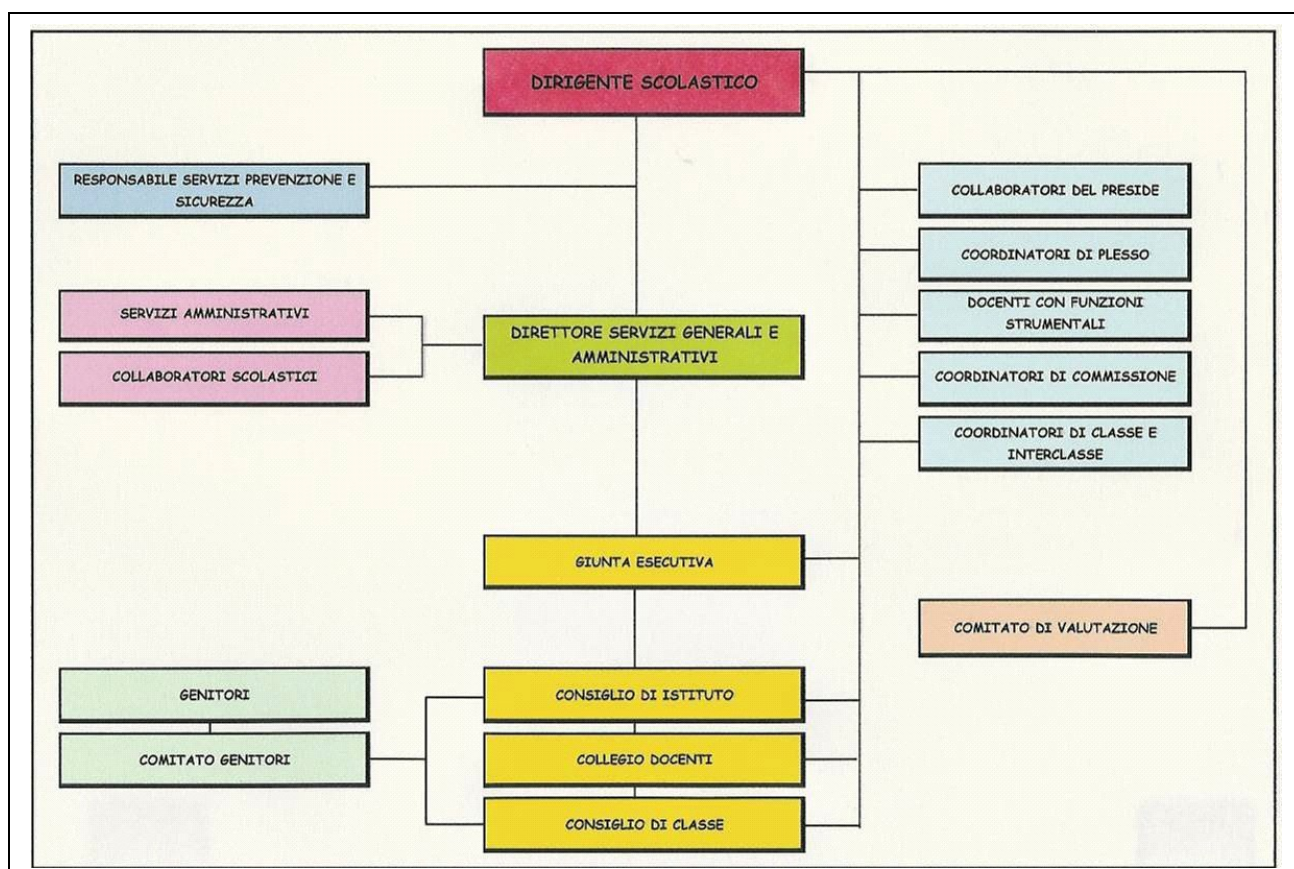 DIRIGENTE SCOLASTICO
RESPONSABILE SERVIZI PREVENZIONE E
SICUREZZA
COLLABORATORI DEL PRESIDE
COORDINATORI DI PLESSO
SERVIZI AMMINISTRATIVI
COLLABORATORI SCOLASTICI
DIRETTORE SERVIZI GENERALI E
AMMINISTRATIVI
DOCENTI CON FUNZIONI
STRUMENTALI
COORDINATORI DI COMMISSIONE
COORDINATORI DI CLASSE E
INTERCLASSE
GIUNTA ESECUTIVA
COMITATO DI VALUTAZIONE
GENITORI
COMITATO GENITORI
CONSIGLIO DI ISTITUTO
COLLEGIO DOCENTI
CONSIGLIO DI CLASSE